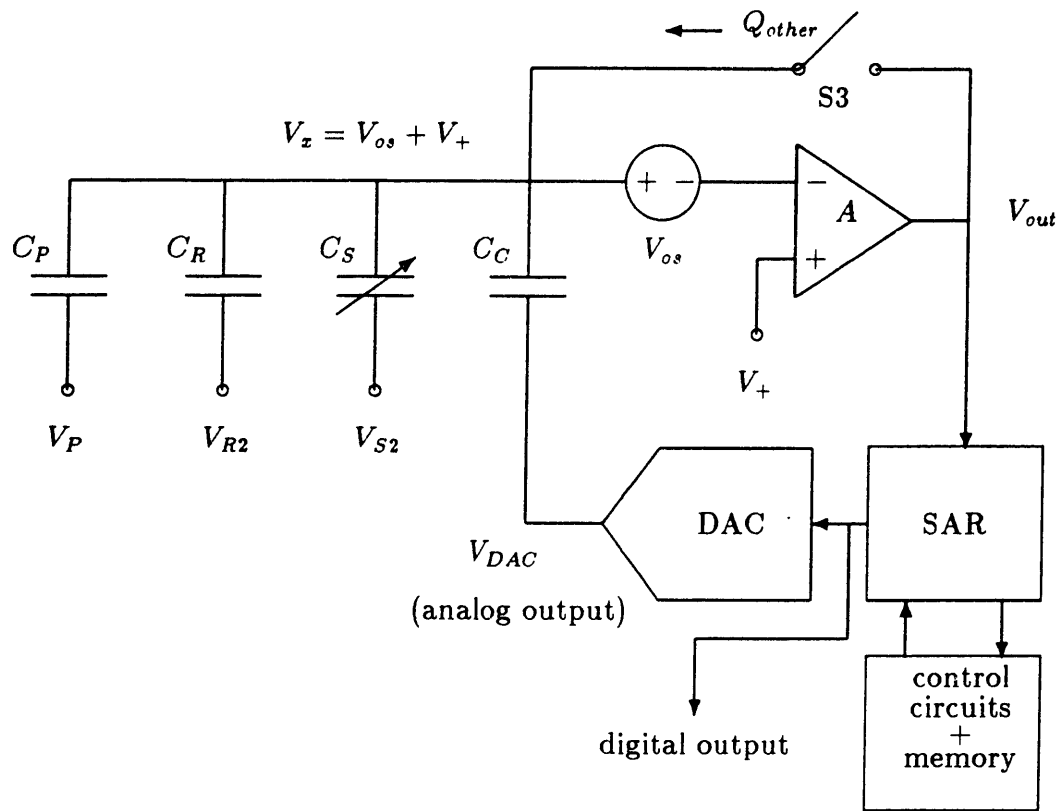 Q_other
S3
V_x = V_os + V_+
C_P
C_R
C_S
C_C
+ −
−
A
+
V_os
V_out
V_+
V_P
V_R2
V_S2
DAC
SAR
V_DAC
(analog output)
digital output
control
circuits
+
memory